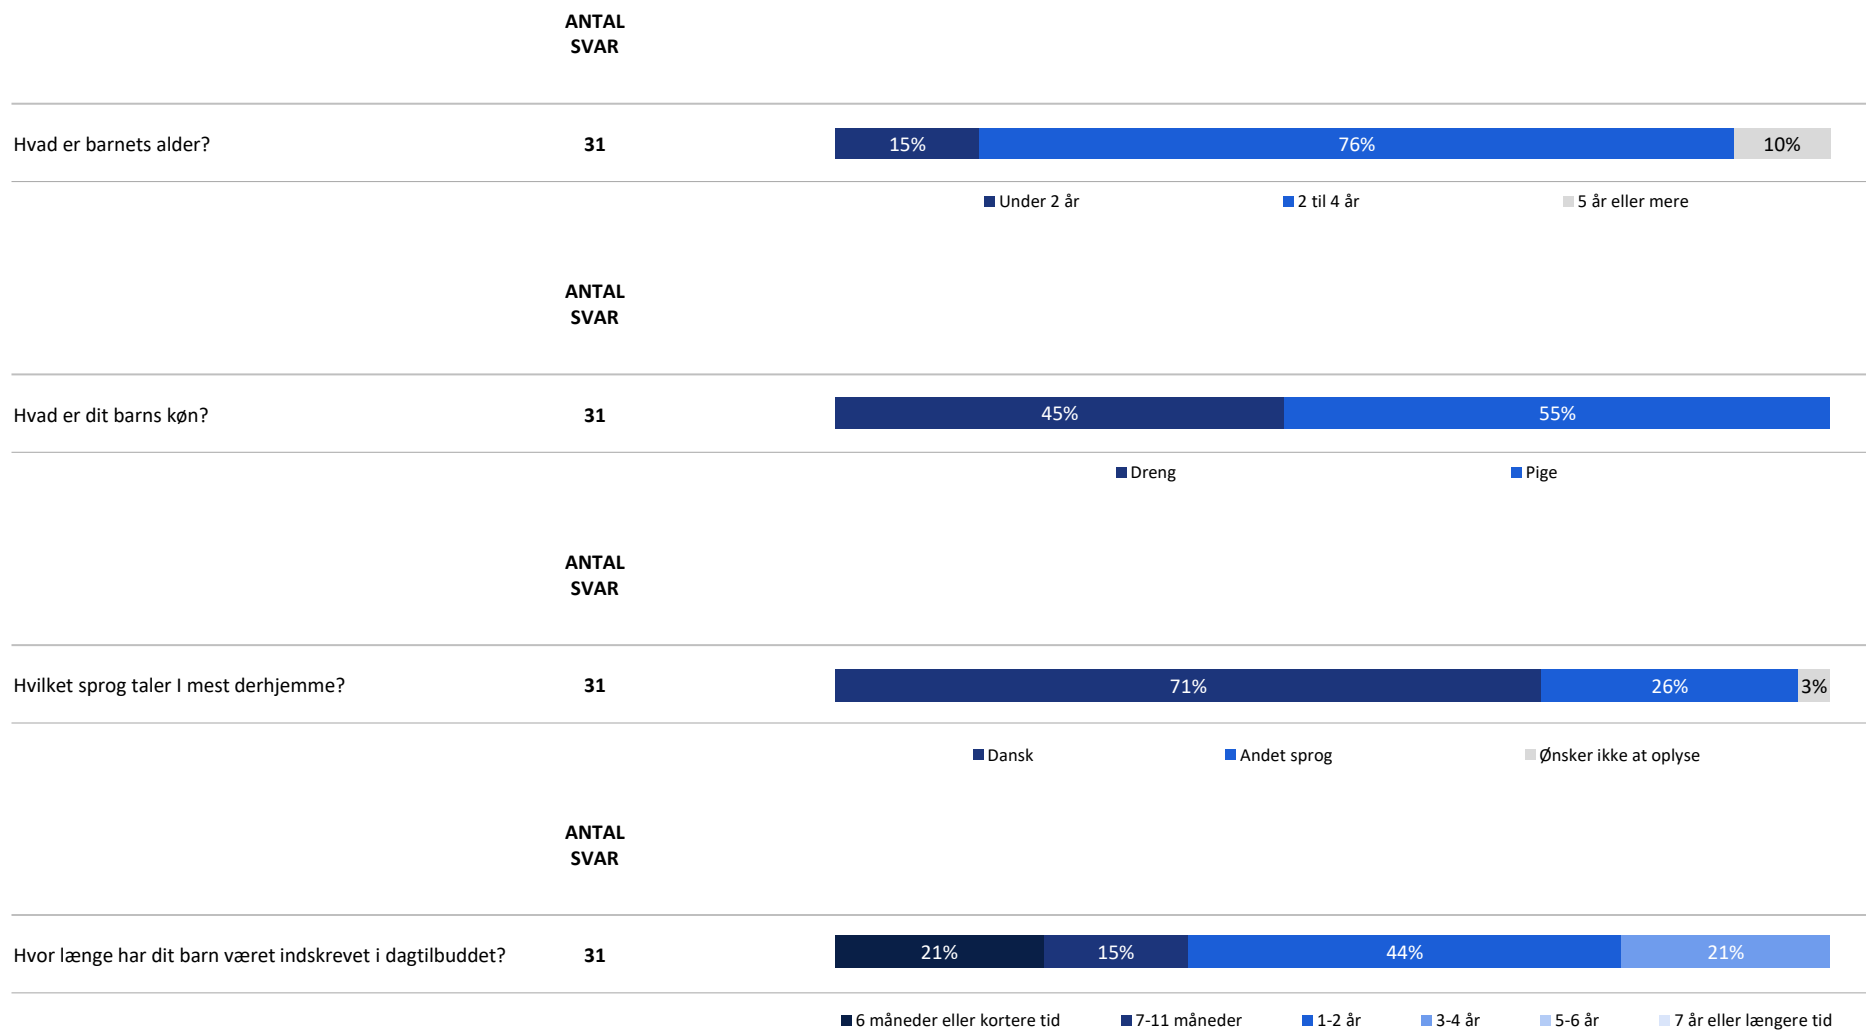 ANTAL
SVAR
Hvad er barnets alder?
31
15%
76%
10%
Under 2 år
2 til 4 år
5 år eller mere
ANTAL
SVAR
Hvad er dit barns køn?
31
45%
55%
Dreng
Pige
ANTAL
SVAR
Hvilket sprog taler I mest derhjemme?
31
71%
26%
3%
Dansk
Andet sprog
Ønsker ikke at oplyse
ANTAL
SVAR
Hvor længe har dit barn været indskrevet i dagtilbuddet?
31
21%
15%
44%
21%
6 måneder eller kortere tid
7-11 måneder
1-2 år
3-4 år
5-6 år
7 år eller længere tid